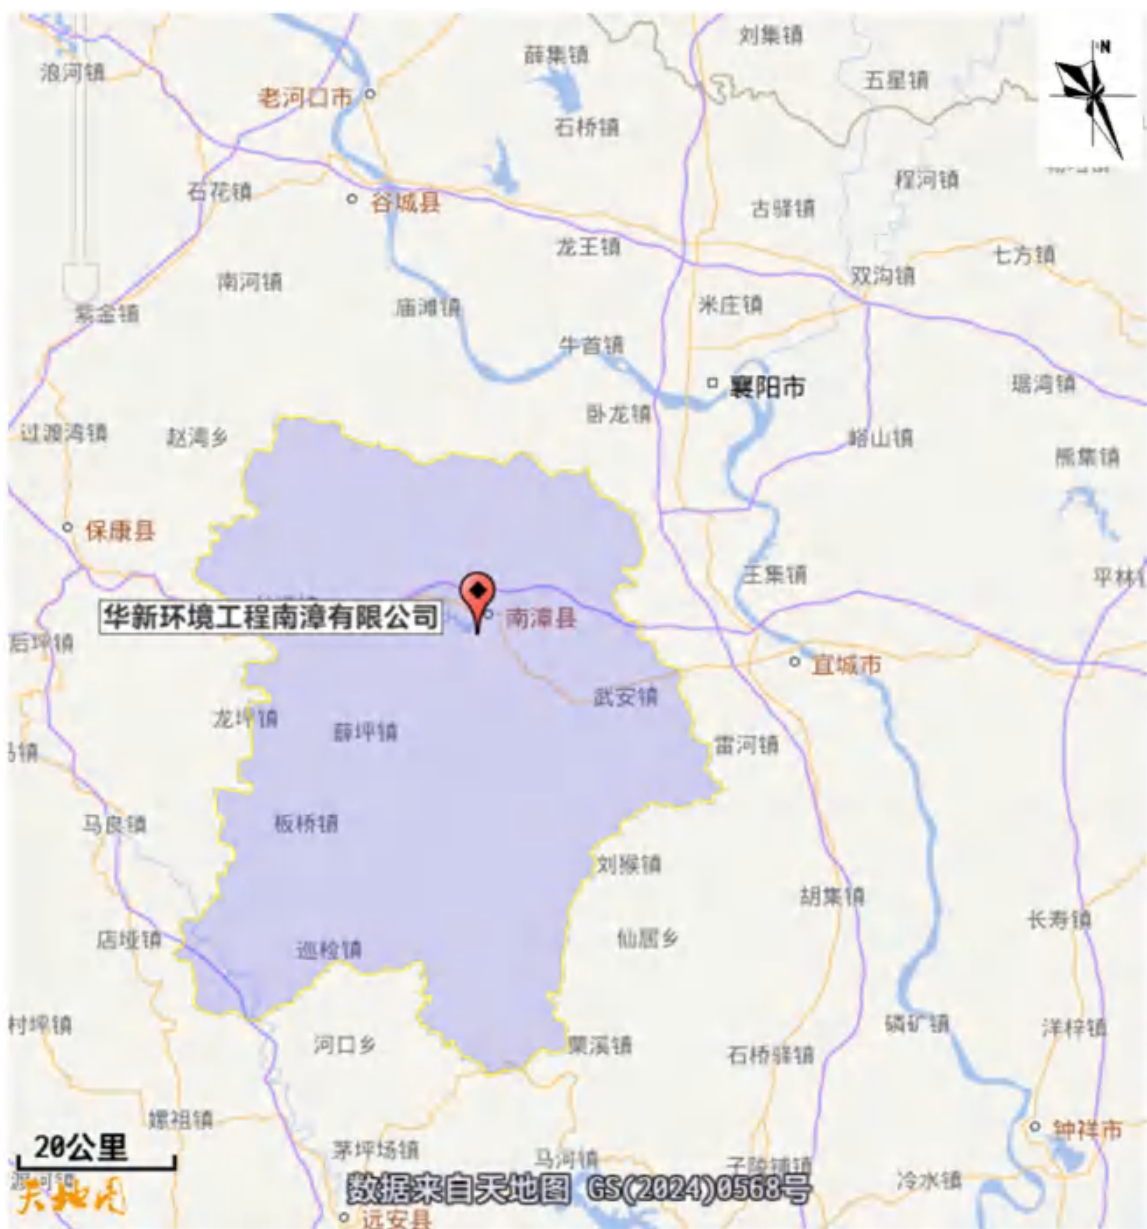 刘集镇
薛集镇
N
浪河镇
五星镇
老河口市
石桥镇
程河镇
石花镇
谷城县
古驿镇
龙王镇
七方镇
南河镇
双沟镇
庙滩镇
米庄镇
紫金镇
牛首镇
襄阳市
琚湾镇
卧龙镇
过渡湾镇
赵湾乡
峪山镇
熊集镇
保康县
王集镇
华新环境工程南漳有限公司
南漳县
后坪镇
宜城市
武安镇
龙坪镇
薛坪镇
雷河镇
马良镇
板桥镇
刘猴镇
胡集镇
长寿镇
店垭镇
巡检镇
仙居乡
村坪镇
磷矿镇
洋梓镇
河口乡
栗溪镇
石桥驿镇
嫘祖镇
钟祥市
20公里
茅坪场镇
马河镇
子陵铺镇
冷水镇
天地图
数据来自天地图 GS(2024)0568号
远安县